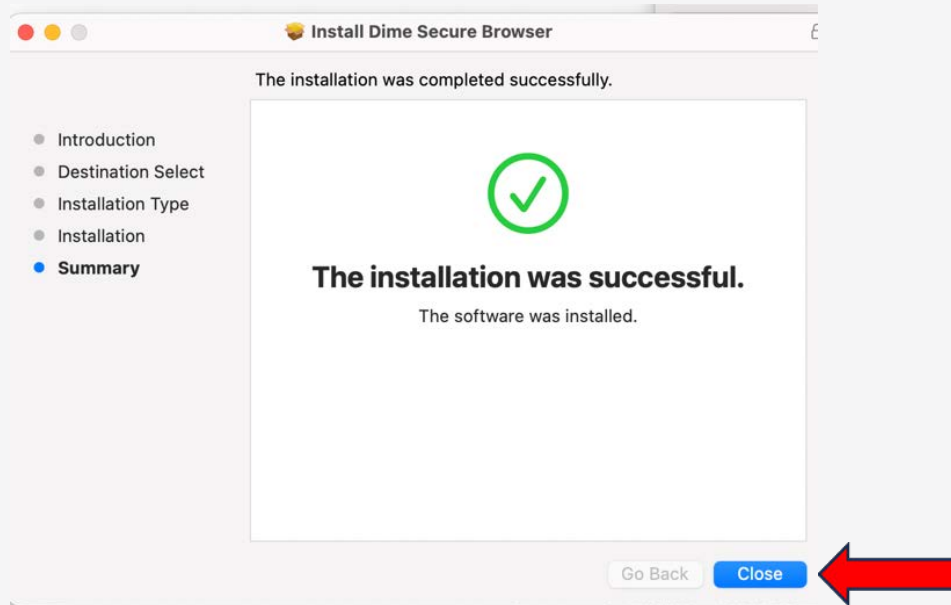 Install Dime Secure Browser
The installation was completed successfully.
Introduction
Destination Select
Installation Type
Installation
Summary
The installation was successful.
The software was installed.
Go Back Close